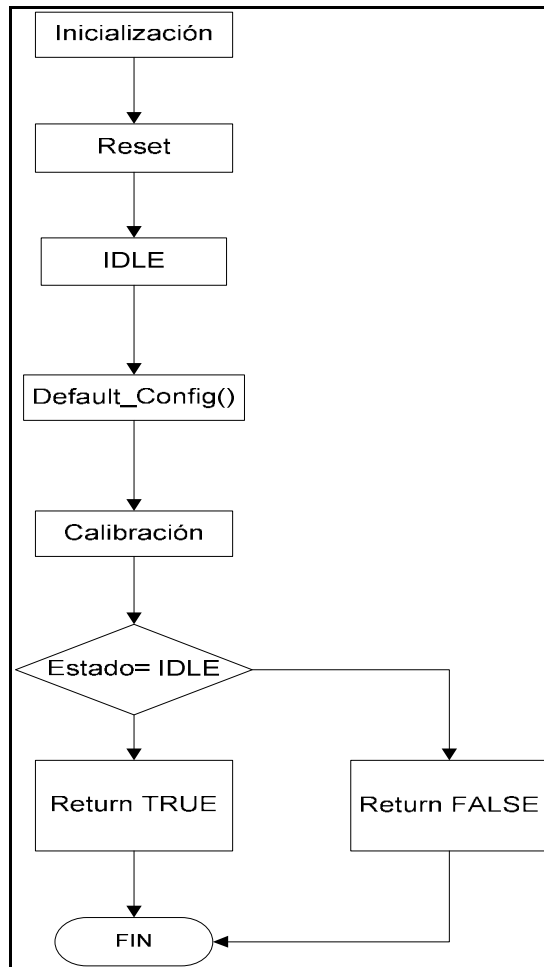 Inicialización
Reset
IDLE
Default_Config()
Calibración
Estado= IDLE
Return TRUE
Return FALSE
FIN